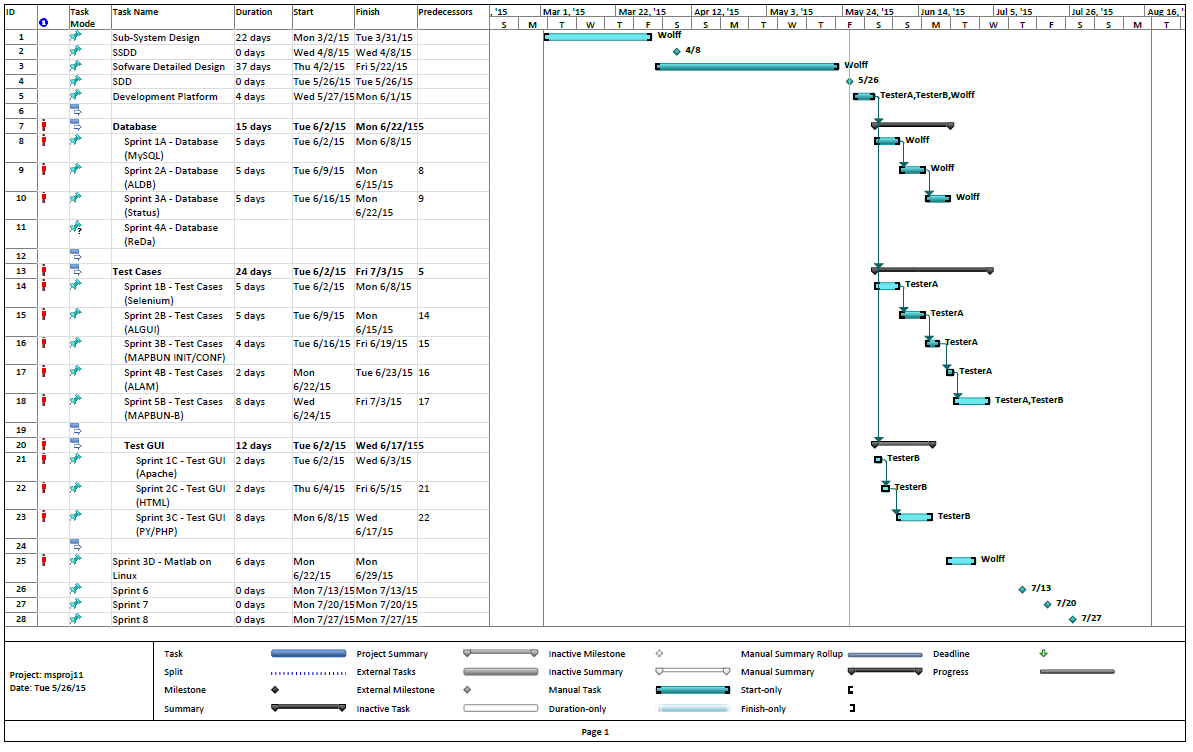 ID Task Mode Task Name Duration Start Finish Predecessors , '15 Mar 1, '15 Mar 22, '15 Apr 12, '15 May 3, '15 May 24, '15 Jun 14, '15 Jul 5, '15 Jul 26, '15 Aug 16, '
S M T W T F S S M T W T F S S M T W T F S S M T
1 Sub-System Design 22 days Mon 3/2/15 Tue 3/31/15 Wolff
2 SSDD 0 days Wed 4/8/15 Wed 4/8/15 4/8
3 Sofware Detailed Design 37 days Thu 4/2/15 Fri 5/22/15 Wolff
4 SDD 0 days Tue 5/26/15 Tue 5/26/15 5/26
5 Development Platform 4 days Wed 5/27/15 Mon 6/1/15 TesterA,TesterB,Wolff
6
7 Database 15 days Tue 6/2/15 Mon 6/22/15 5
8 Sprint 1A - Database 5 days Tue 6/2/15 Mon 6/8/15 Wolff
(MySQL)
9 Sprint 2A - Database 5 days Tue 6/9/15 Mon 8 Wolff
(ALDB) 6/15/15
10 Sprint 3A - Database 5 days Tue 6/16/15 Mon 9 Wolff
(Status) 6/22/15
11 Sprint 4A - Database
(ReDa)
12
13 Test Cases 24 days Tue 6/2/15 Fri 7/3/15 5
14 Sprint 1B - Test Cases 5 days Tue 6/2/15 Mon 6/8/15 TesterA
(Selenium)
15 Sprint 2B - Test Cases 5 days Tue 6/9/15 Mon 14 TesterA
(ALGUI) 6/15/15
16 Sprint 3B - Test Cases 4 days Tue 6/16/15 Fri 6/19/15 15 TesterA
(MAPBUN INIT/CONF)
17 Sprint 4B - Test Cases 2 days Mon Tue 6/23/15 16 TesterA
(ALAM) 6/22/15
18 Sprint 5B - Test Cases 8 days Wed Fri 7/3/15 17 TesterA,TesterB
(MAPBUN-B) 6/24/15
19
20 Test GUI 12 days Tue 6/2/15 Wed 6/17/15 5
21 Sprint 1C - Test GUI 2 days Tue 6/2/15 Wed 6/3/15 TesterB
(Apache)
22 Sprint 2C - Test GUI 2 days Thu 6/4/15 Fri 6/5/15 21 TesterB
(HTML)
23 Sprint 3C - Test GUI 8 days Mon 6/8/15 Wed 22 TesterB
(PY/PHP) 6/17/15
24
25 Sprint 3D - Matlab on 6 days Mon Mon Wolff
Linux 6/22/15 6/29/15
26 Sprint 6 0 days Mon 7/13/15 Mon 7/13/15 7/13
27 Sprint 7 0 days Mon 7/20/15 Mon 7/20/15 7/20
28 Sprint 8 0 days Mon 7/27/15 Mon 7/27/15 7/27
Project: msproj11
Date: Tue 5/26/15
Task Project Summary Inactive Milestone Manual Summary Rollup Deadline
Split External Tasks Inactive Summary Manual Summary Progress
Milestone External Milestone Manual Task Start-only
Summary Inactive Task Duration-only Finish-only
Page 1